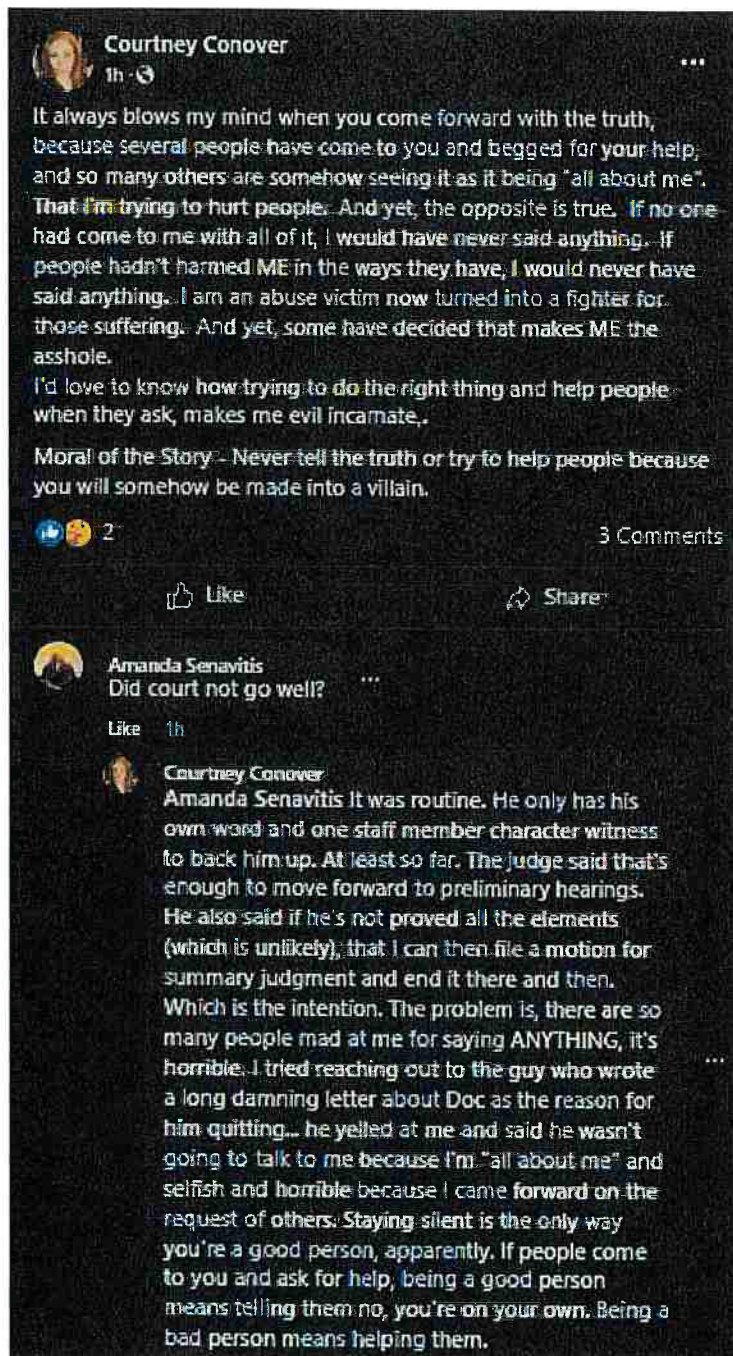 Courtney Conover
1h
It always blows my mind when you come forward with the truth,
because several people have come to you and begged for your help,
and so many others are somehow seeing it as it being "all about me".
That I'm trying to hurt people. And yet, the opposite is true. If no one
had come to me with all of it, I would have never said anything. If
people hadn't harmed ME in the ways they have, I would never have
said anything. I am an abuse victim now turned into a fighter for
those suffering. And yet, some have decided that makes ME the
asshole.
I'd love to know how trying to do the right thing and help people
when they ask, makes me evil incarnate,.
Moral of the Story - Never tell the truth or try to help people because
you will somehow be made into a villain.
2
3 Comments
Like
Share
Amanda Senavitis
Did court not go well?
Like 1h
Courtney Conover
Amanda Senavitis It was routine. He only has his
own word and one staff member character witness
to back him up. At least so far. The judge said that's
enough to move forward to preliminary hearings.
He also said if he's not proved all the elements
(which is unlikely), that I can then file a motion for
summary judgment and end it there and then.
Which is the intention. The problem is, there are so
many people mad at me for saying ANYTHING, it's
horrible. I tried reaching out to the guy who wrote
a long damning letter about Doc as the reason for
him quitting... he yelled at me and said he wasn't
going to talk to me because I'm "all about me" and
selfish and horrible because I came forward on the
request of others. Staying silent is the only way
you're a good person, apparently. If people come
to you and ask for help, being a good person
means telling them no, you're on your own. Being a
bad person means helping them.